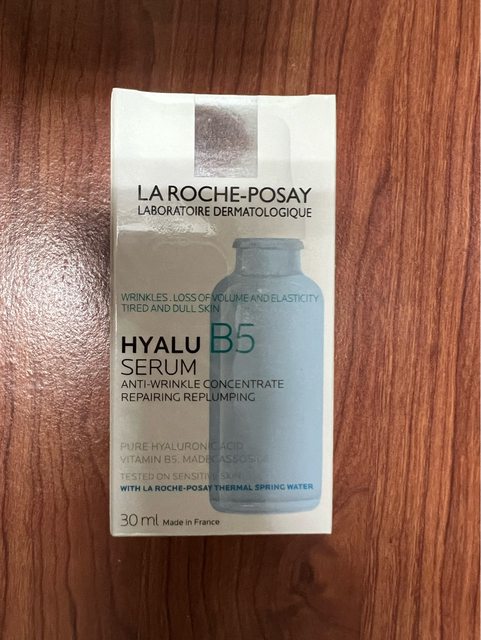 LA ROCHE-POSAY
LABORATOIRE DERMATOLOGIQUE
WRINKLES . LOSS OF VOLUME AND ELASTICITY
TIRED AND DULL SKIN
HYALU B5
SERUM
ANTI-WRINKLE CONCENTRATE
REPAIRING REPLUMPING
PURE HYALURONIC ACID
VITAMIN B5. MADECASSOSIDE
TESTED ON SENSITIVE SKIN
WITH LA ROCHE-POSAY THERMAL SPRING WATER
30 ml Made in France